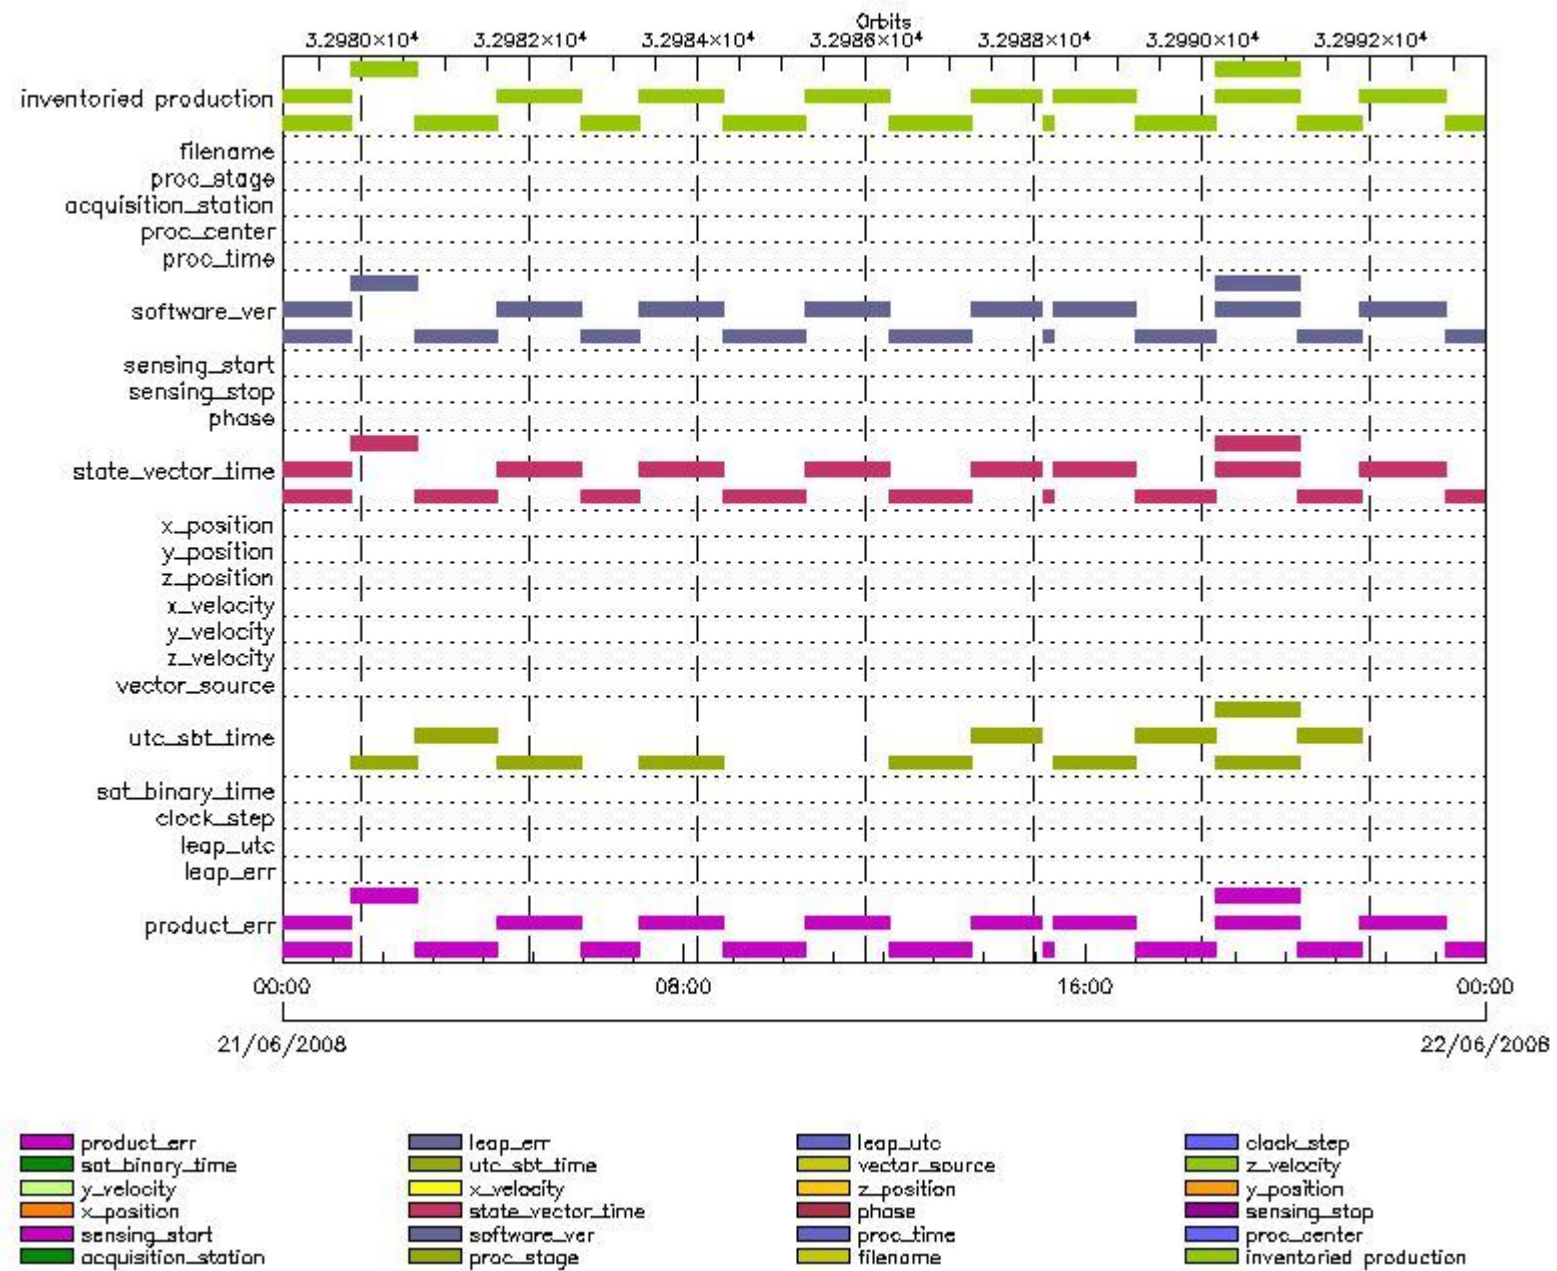 Orbits
3.2980×10⁴ 3.2982×10⁴ 3.2984×10⁴ 3.2986×10⁴ 3.2988×10⁴ 3.2990×10⁴ 3.2992×10⁴
inventoried production
filename
proc_stage
acquisition_station
proc_center
proc_time
software_ver
sensing_start
sensing_stop
phase
state_vector_time
x_position
y_position
z_position
x_velocity
y_velocity
z_velocity
vector_source
utc_sbt_time
sat_binary_time
clock_step
leap_utc
leap_err
product_err
00:00 08:00 16:00 00:00
21/06/2008 22/06/2008
product_err leap_err leap_utc clock_step
sat_binary_time utc_sbt_time vector_source z_velocity
y_velocity x_velocity z_position y_position
x_position state_vector_time phase sensing_stop
sensing_start software_ver proc_time proc_center
acquisition_station proc_stage filename inventoried production